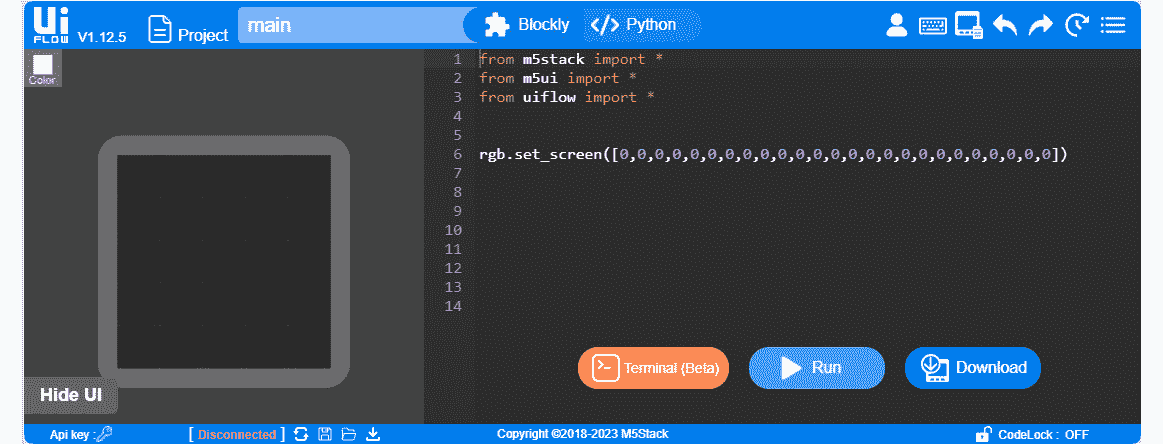 Ui
FLOW V1.12.5 Project main Blockly </> Python
Color
1 from m5stack import *
2 from m5ui import *
3 from uiflow import *
4
5
6 rgb.set_screen([0,0,0,0,0,0,0,0,0,0,0,0,0,0,0,0,0,0,0,0,0,0,0,0,0])
7
8
9
10
11
12
13
14
Terminal (Beta) Run Download
Hide UI
Api key : [ Disconnected ] Copyright ©2018-2023 M5Stack CodeLock : OFF